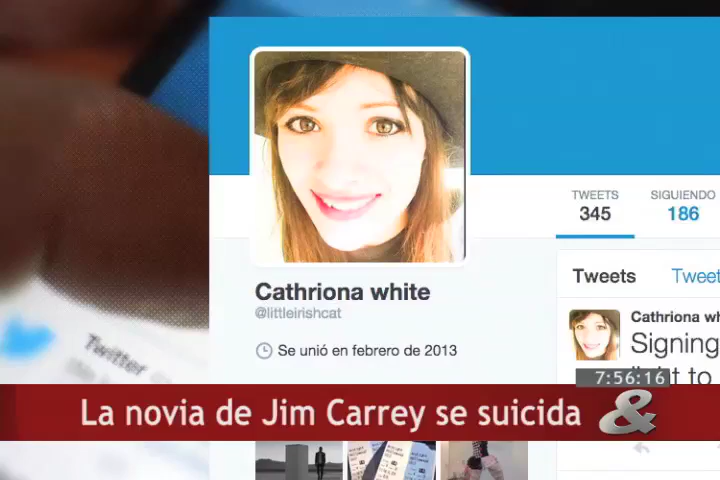 TWEETS
SIGUIENDO
345
186
Cathriona white
@littleirishcat
Se unió en febrero de 2013
Tweets
Tweet
Cathriona wh
Signing
7:56:16
to
La novia de Jim Carrey se suicida &
Twitter